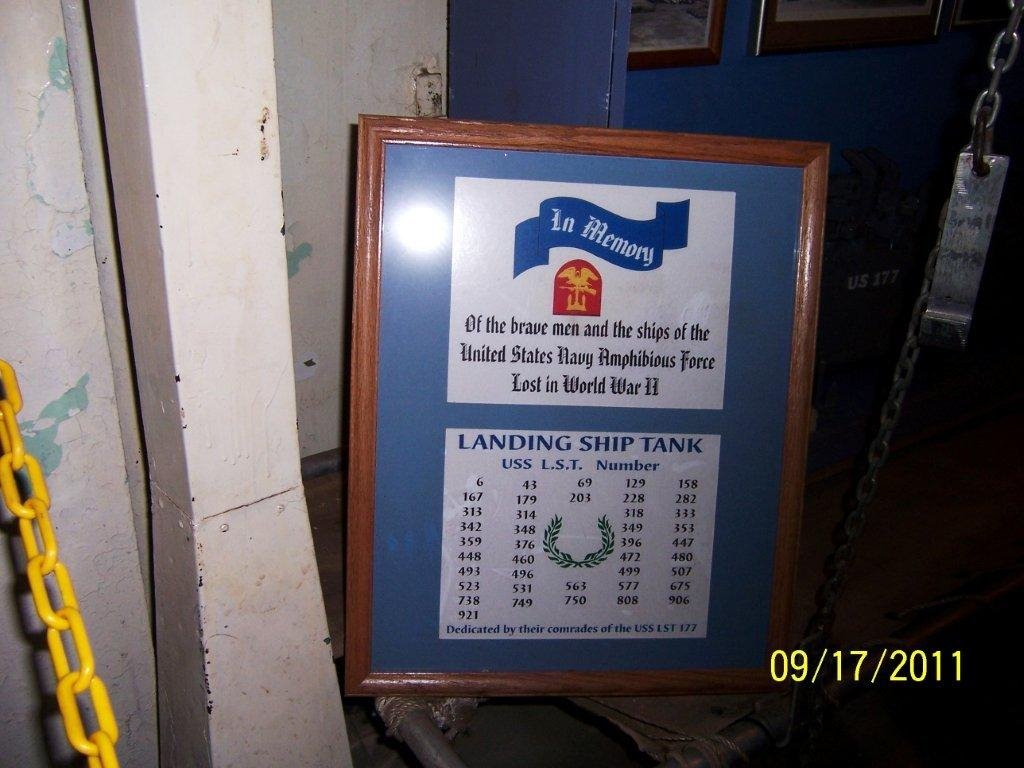 In Memory
Of the brave men and the ships of the
United States Navy Amphibious Force
Lost in World War II
LANDING SHIP TANK
USS L.S.T. Number
6 43 69 129 158
167 179 203 228 282
313 314 318 333
342 348 349 353
359 376 396 447
448 460 472 480
493 496 499 507
523 531 563 577 675
738 749 750 808 906
921
Dedicated by their comrades of the USS LST 177
US 177
09/17/2011